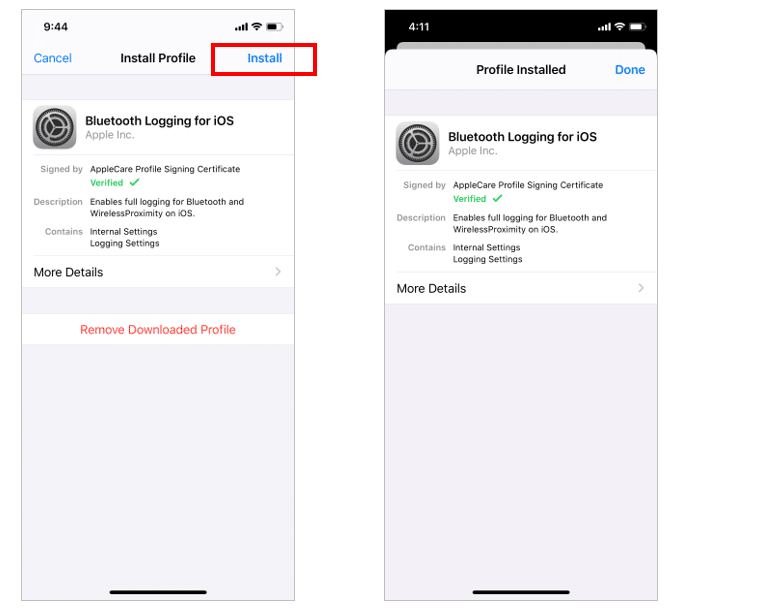 9:44
Cancel
Install Profile
Install
Bluetooth Logging for iOS
Apple Inc.
Signed by AppleCare Profile Signing Certificate
Verified
Description Enables full logging for Bluetooth and
WirelessProximity on iOS.
Contains Internal Settings
Logging Settings
More Details
Remove Downloaded Profile
4:11
Profile Installed
Done
Bluetooth Logging for iOS
Apple Inc.
Signed by AppleCare Profile Signing Certificate
Verified
Description Enables full logging for Bluetooth and
WirelessProximity on iOS.
Contains Internal Settings
Logging Settings
More Details